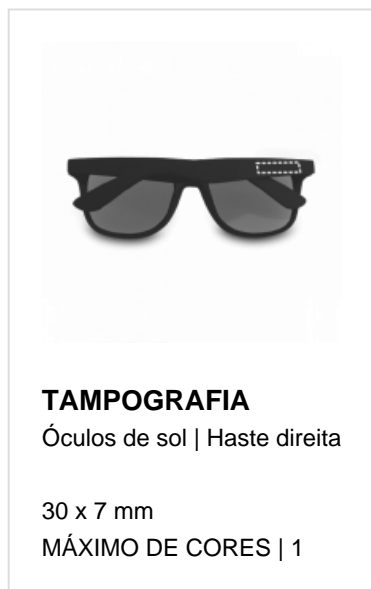 TAMPOGRAFIA
Óculos de sol | Haste direita
30 x 7 mm
MÁXIMO DE CORES | 1